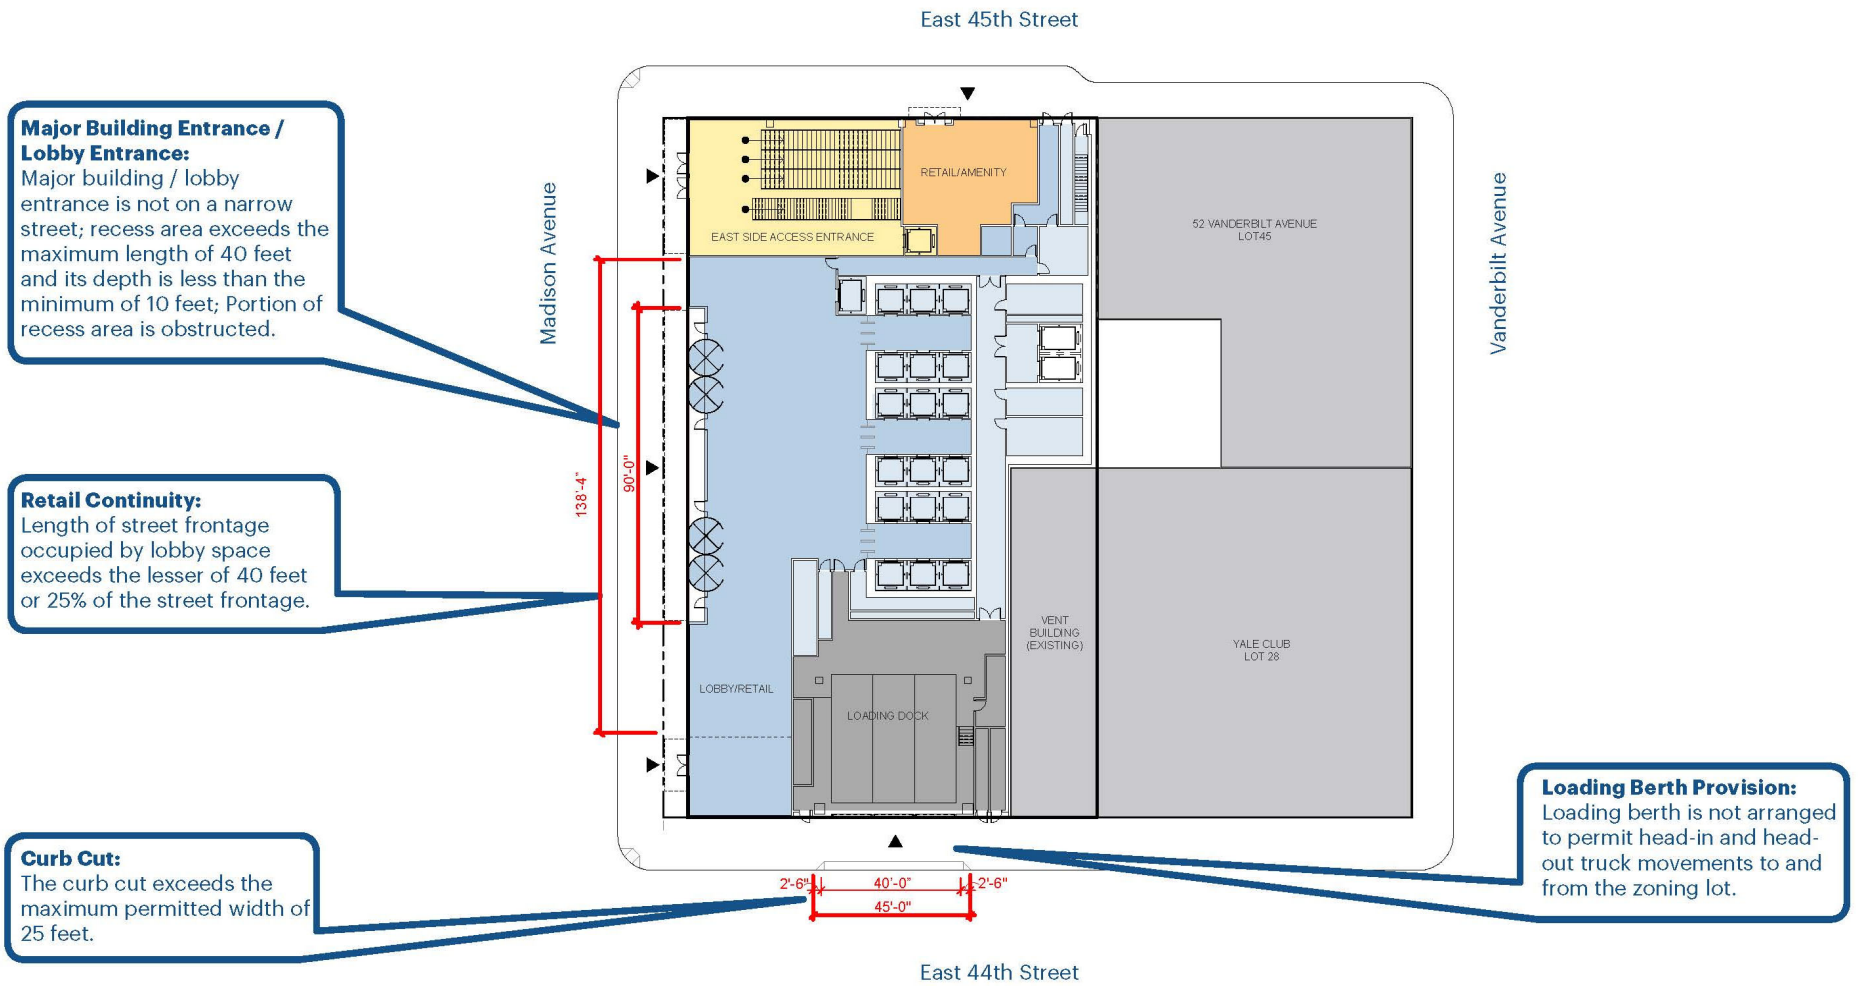 East 45th Street
Major Building Entrance /
Lobby Entrance:
Major building / lobby
entrance is not on a narrow
street; recess area exceeds the
maximum length of 40 feet
and its depth is less than the
minimum of 10 feet; Portion of
recess area is obstructed.
Madison Avenue
RETAIL/AMENITY
EAST SIDE ACCESS ENTRANCE
52 VANDERBILT AVENUE
LOT45
Vanderbilt Avenue
138'-4"
90'-0"
Retail Continuity:
Length of street frontage
occupied by lobby space
exceeds the lesser of 40 feet
or 25% of the street frontage.
VENT
BUILDING
(EXISTING)
YALE CLUB
LOT 28
LOBBY/RETAIL
LOADING DOCK
Loading Berth Provision:
Loading berth is not arranged
to permit head-in and head-
out truck movements to and
from the zoning lot.
Curb Cut:
The curb cut exceeds the
maximum permitted width of
25 feet.
2'-6" 40'-0" 2'-6"
45'-0"
East 44th Street